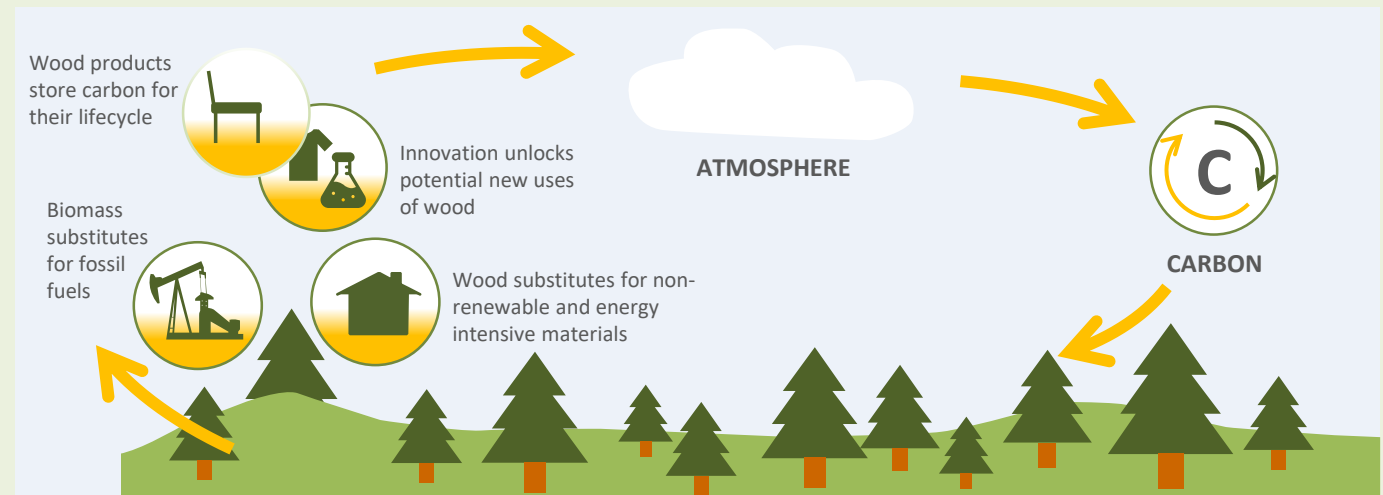 Wood products
store carbon for
their lifecycle
Innovation unlocks
potential new uses
of wood
Biomass
substitutes
for fossil
fuels
Wood substitutes for non-
renewable and energy
intensive materials
ATMOSPHERE
C
CARBON